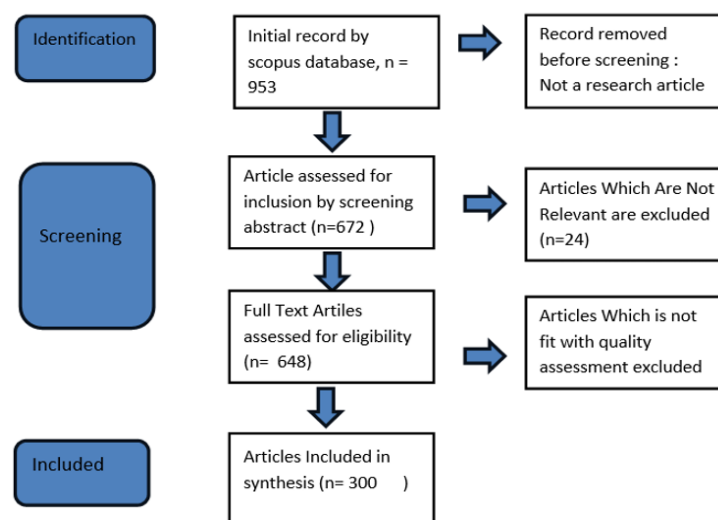 Identification
Initial record by
scopus database, n =
953
Record removed
before screening :
Not a research article
Screening
Article assessed for
inclusion by screening
abstract (n=672 )
Articles Which Are Not
Relevant are excluded
(n=24)
Full Text Artiles
assessed for eligibility
(n= 648)
Articles Which is not
fit with quality
assessment excluded
Included
Articles Included in
synthesis (n= 300 )